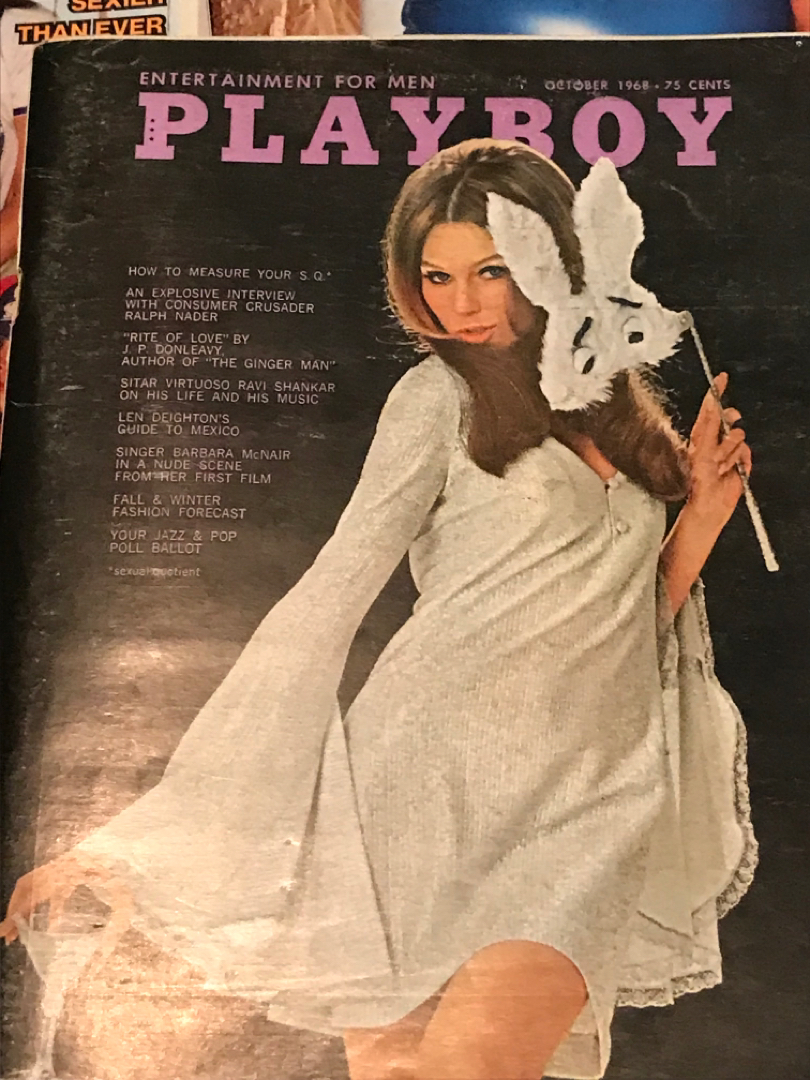 SEXIER
THAN EVER
ENTERTAINMENT FOR MEN
OCTOBER 1968 • 75 CENTS
PLAYBOY
HOW TO MEASURE YOUR S.Q.*
AN EXPLOSIVE INTERVIEW
WITH CONSUMER CRUSADER
RALPH NADER
"RITE OF LOVE" BY
J. P. DONLEAVY,
AUTHOR OF "THE GINGER MAN"
SITAR VIRTUOSO RAVI SHANKAR
ON HIS LIFE AND HIS MUSIC
LEN DEIGHTON'S
GUIDE TO MEXICO
SINGER BARBARA McNAIR
IN A NUDE SCENE
FROM HER FIRST FILM
FALL & WINTER
FASHION FORECAST
YOUR JAZZ & POP
POLL BALLOT
*sexual quotient